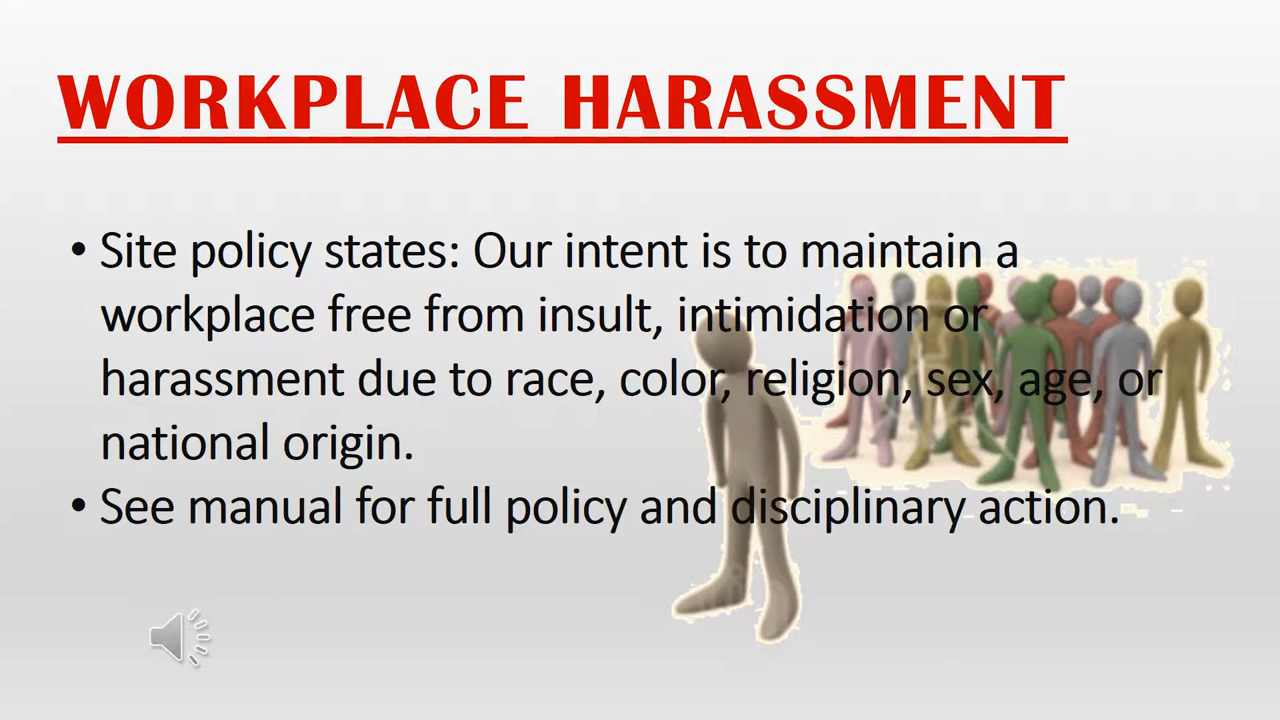 WORKPLACE HARASSMENT
• Site policy states: Our intent is to maintain a
workplace free from insult, intimidation or
harassment due to race, color, religion, sex, age, or
national origin.
• See manual for full policy and disciplinary action.